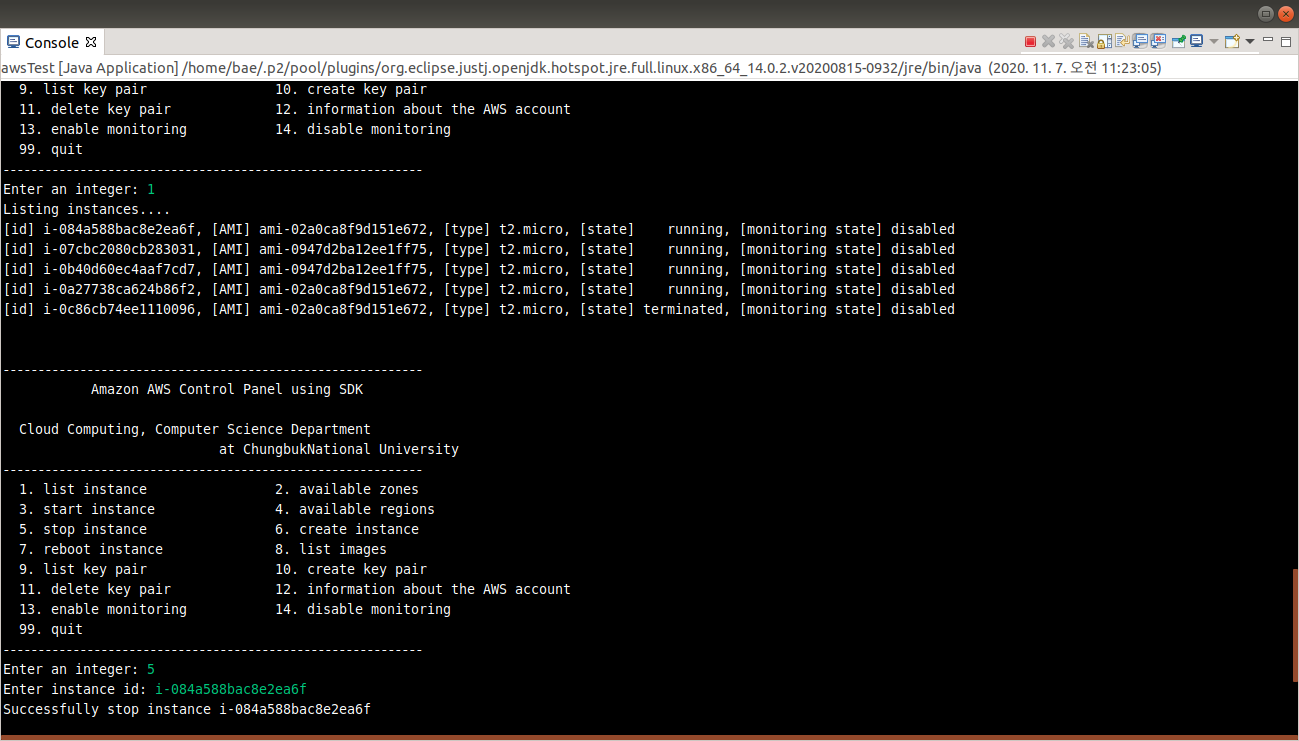 Console
awsTest [Java Application] /home/bae/.p2/pool/plugins/org.eclipse.justj.openjdk.hotspot.jre.full.linux.x86_64_14.0.2.v20200815-0932/jre/bin/java (2020. 11. 7. 오전 11:23:05)
9. list key pair 10. create key pair
11. delete key pair 12. information about the AWS account
13. enable monitoring 14. disable monitoring
99. quit
------------------------------------------------------------
Enter an integer: 1
Listing instances....
[id] i-084a588bac8e2ea6f, [AMI] ami-02a0ca8f9d151e672, [type] t2.micro, [state] running, [monitoring state] disabled
[id] i-07cbc2080cb283031, [AMI] ami-0947d2ba12ee1ff75, [type] t2.micro, [state] running, [monitoring state] disabled
[id] i-0b40d60ec4aaf7cd7, [AMI] ami-0947d2ba12ee1ff75, [type] t2.micro, [state] running, [monitoring state] disabled
[id] i-0a27738ca624b86f2, [AMI] ami-02a0ca8f9d151e672, [type] t2.micro, [state] running, [monitoring state] disabled
[id] i-0c86cb74ee1110096, [AMI] ami-02a0ca8f9d151e672, [type] t2.micro, [state] terminated, [monitoring state] disabled
------------------------------------------------------------
Amazon AWS Control Panel using SDK
Cloud Computing, Computer Science Department
at ChungbukNational University
------------------------------------------------------------
1. list instance 2. available zones
3. start instance 4. available regions
5. stop instance 6. create instance
7. reboot instance 8. list images
9. list key pair 10. create key pair
11. delete key pair 12. information about the AWS account
13. enable monitoring 14. disable monitoring
99. quit
------------------------------------------------------------
Enter an integer: 5
Enter instance id: i-084a588bac8e2ea6f
Successfully stop instance i-084a588bac8e2ea6f